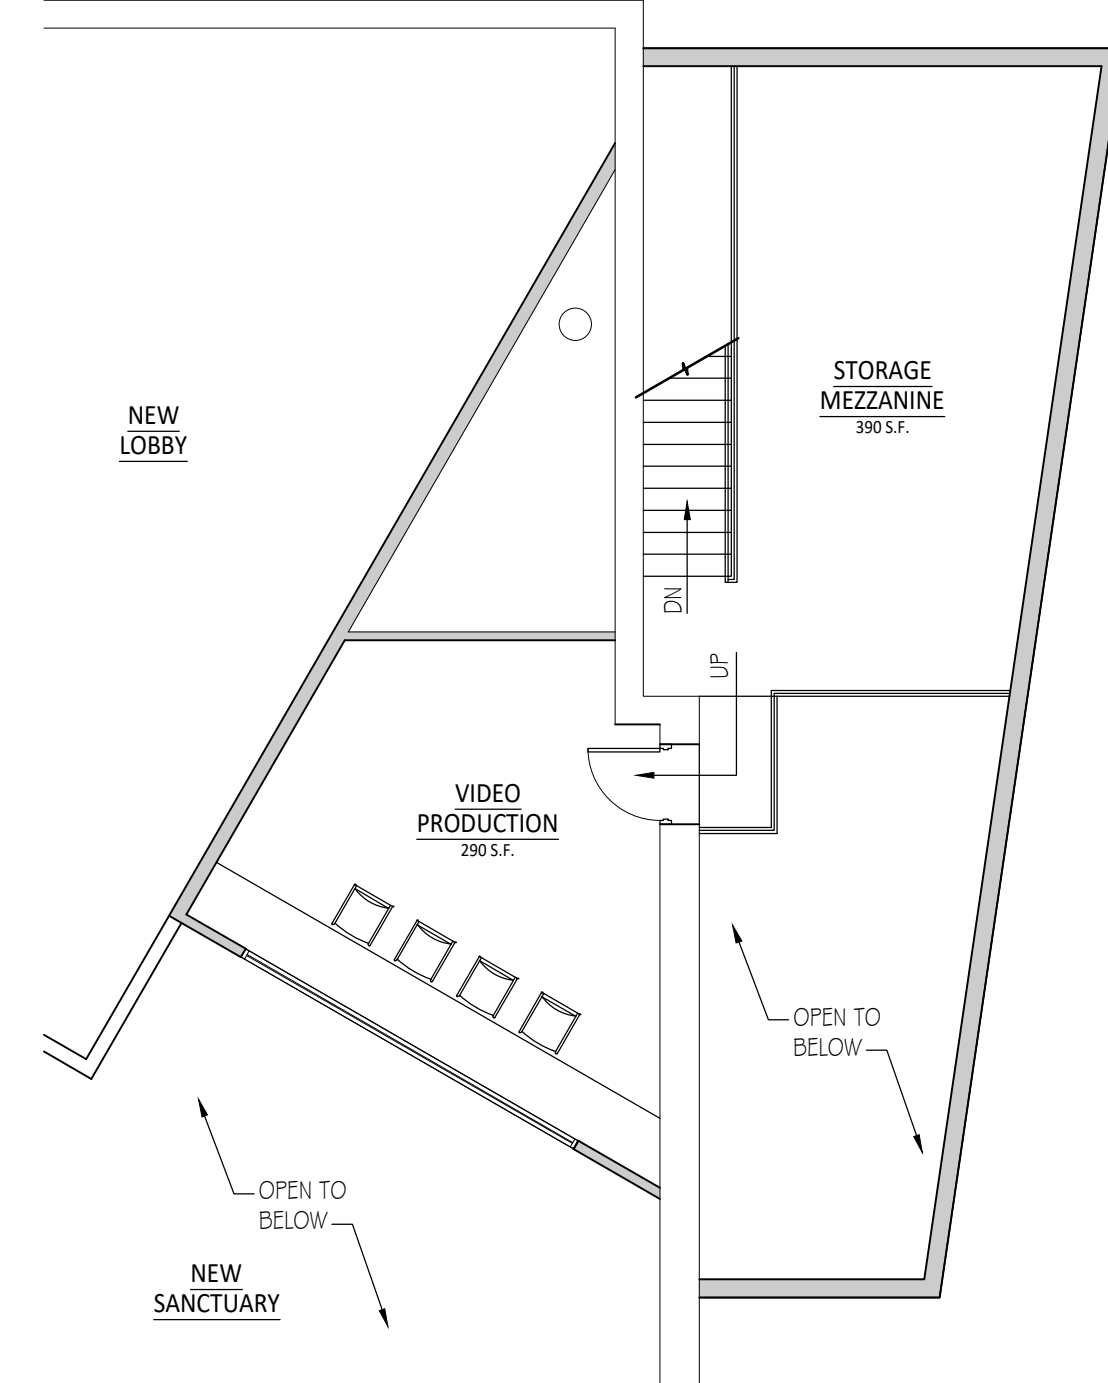 STORAGE
MEZZANINE
390 S.F.
NEW
LOBBY
DN
UP
VIDEO
PRODUCTION
290 S.F.
OPEN TO
BELOW
OPEN TO
BELOW
NEW
SANCTUARY